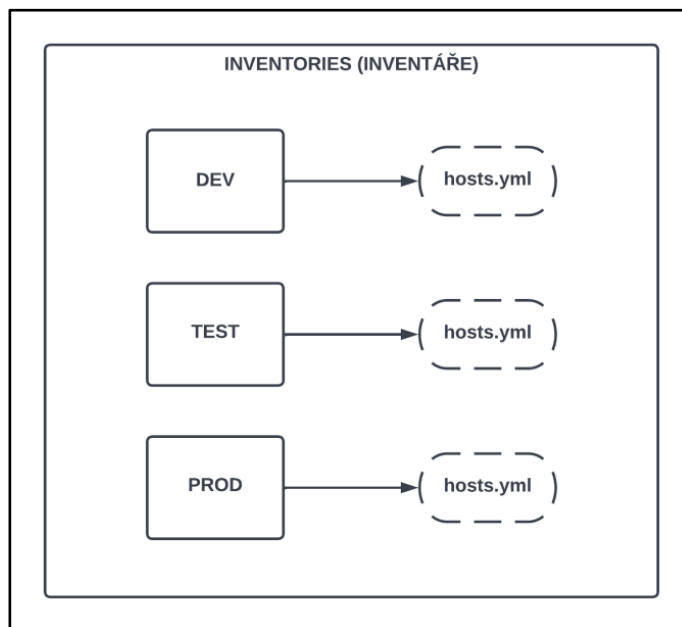 INVENTORIES (INVENTÁŘE)
DEV
hosts.yml
TEST
hosts.yml
PROD
hosts.yml